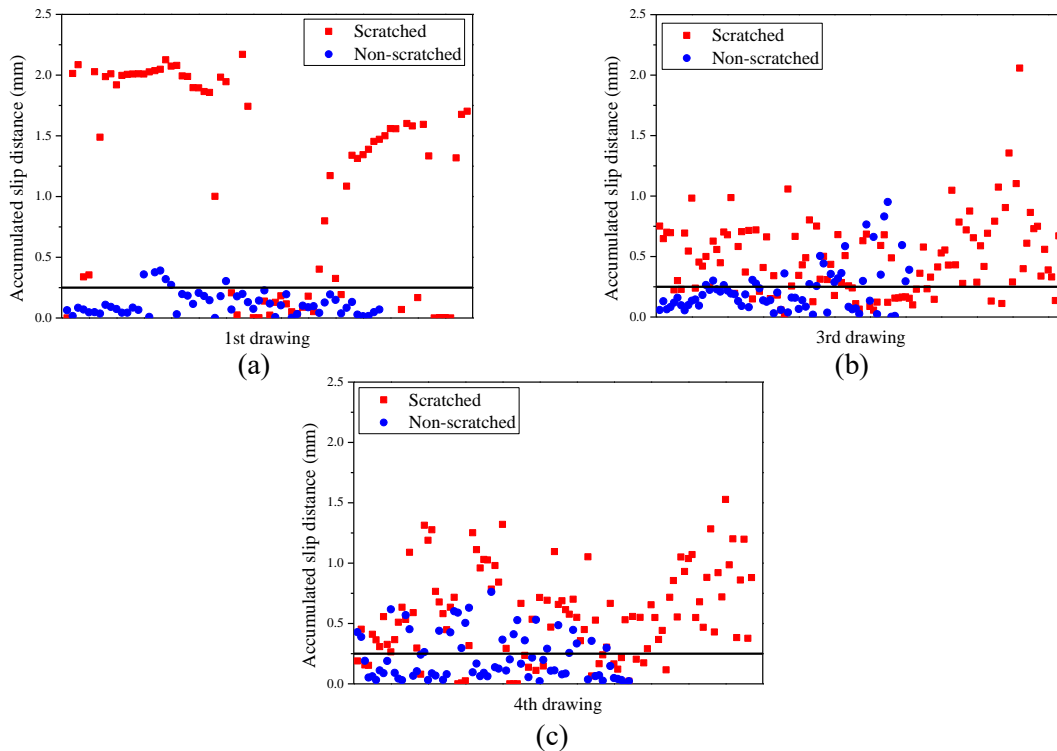 2.5
2.0
1.5
1.0
0.5
0.0
Accumulated slip distance (mm)
Scratched
Non-scratched
1st drawing
(a)
2.5
2.0
1.5
1.0
0.5
0.0
Accumulated slip distance (mm)
Scratched
Non-scratched
3rd drawing
(b)
2.5
2.0
1.5
1.0
0.5
0.0
Accumulated slip distance (mm)
Scratched
Non-scratched
4th drawing
(c)